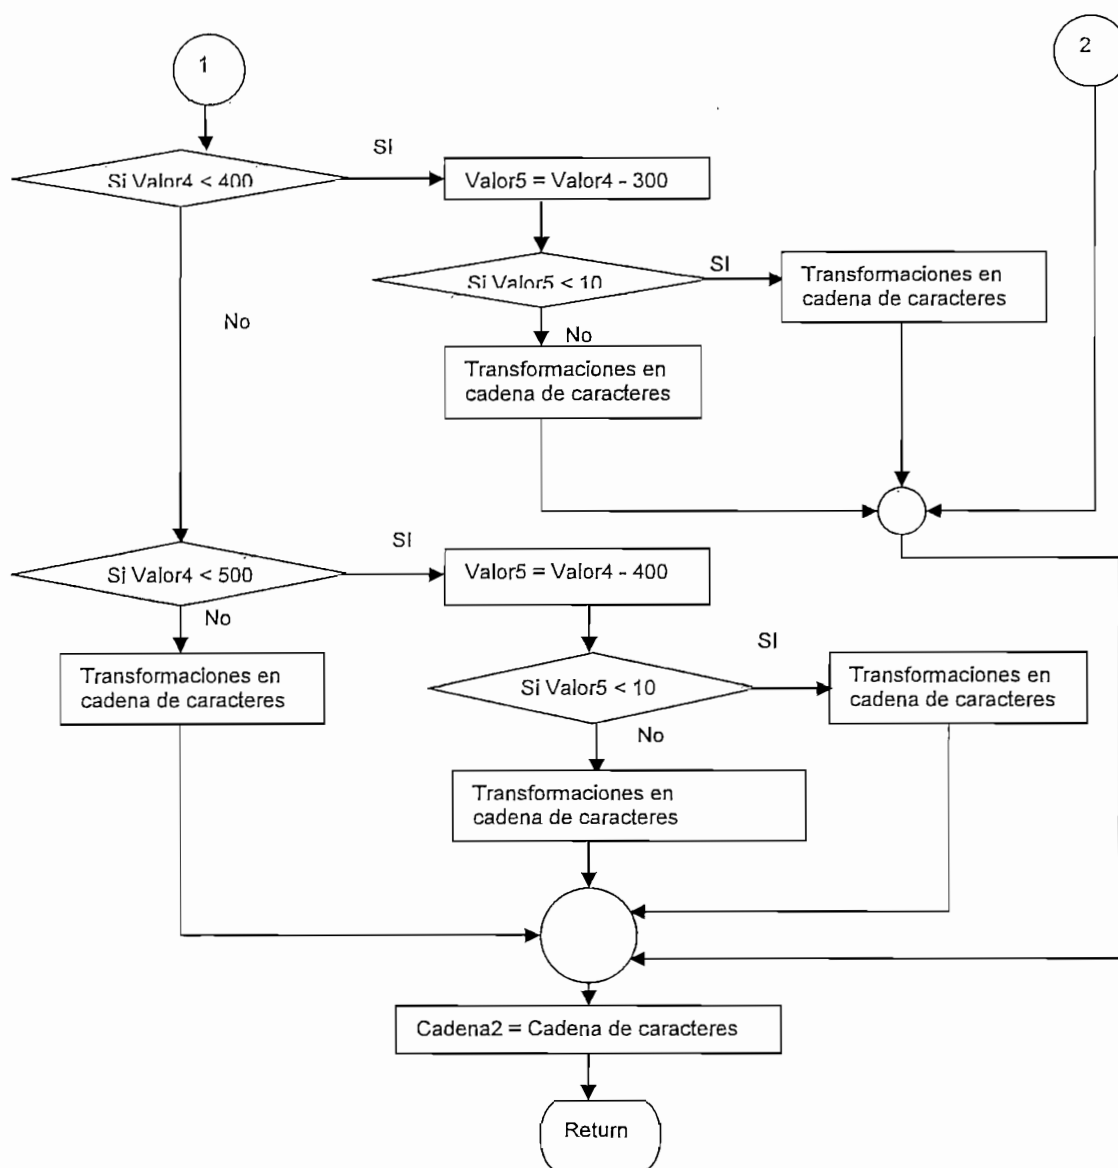 1
2
SI
Si Valor4 < 400
Valor5 = Valor4 - 300
SI
Si Valor5 < 10
Transformaciones en
cadena de caracteres
No
No
Transformaciones en
cadena de caracteres
SI
Si Valor4 < 500
Valor5 = Valor4 - 400
No
SI
Transformaciones en
cadena de caracteres
Si Valor5 < 10
Transformaciones en
cadena de caracteres
No
Transformaciones en
cadena de caracteres
Cadena2 = Cadena de caracteres
Return